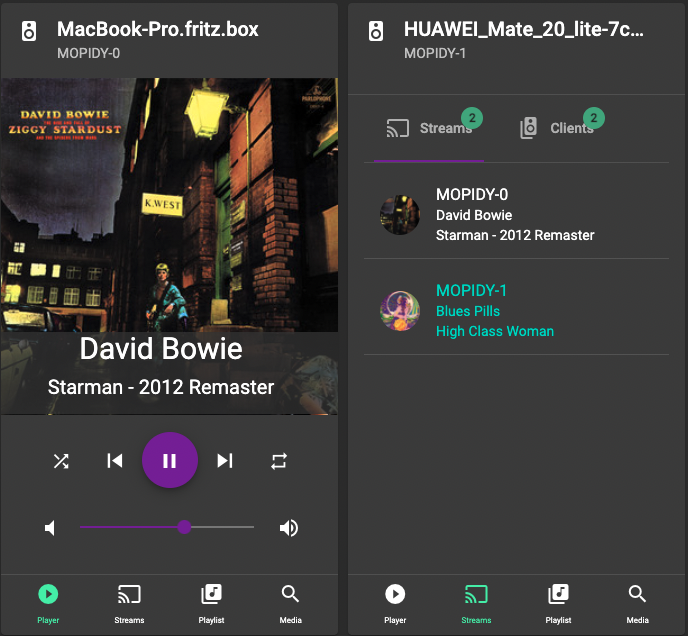 MacBook-Pro.fritz.box
MOPIDY-0
PARLOPHONE
DAVID BOWIE
THE RISE AND FALL OF
ZIGGY STARDUST
AND THE SPIDERS FROM MARS
K.WEST
David Bowie
Starman - 2012 Remaster
Player
Streams
Playlist
Media
HUAWEI_Mate_20_lite-7c...
MOPIDY-1
Streams
2
Clients
2
MOPIDY-0
David Bowie
Starman - 2012 Remaster
MOPIDY-1
Blues Pills
High Class Woman
Player
Streams
Playlist
Media